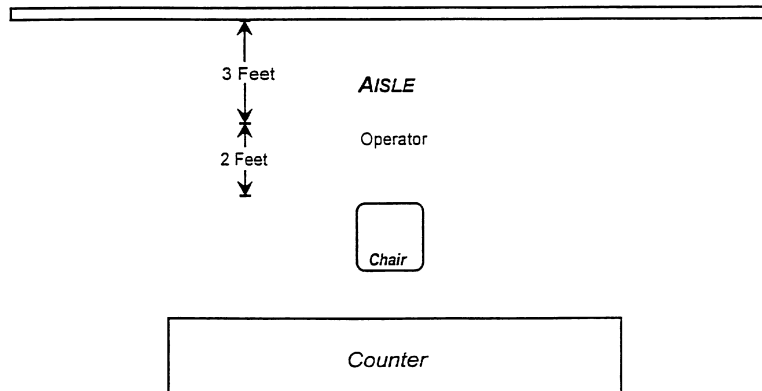 3 Feet
AISLE
Operator
2 Feet
Chair
Counter